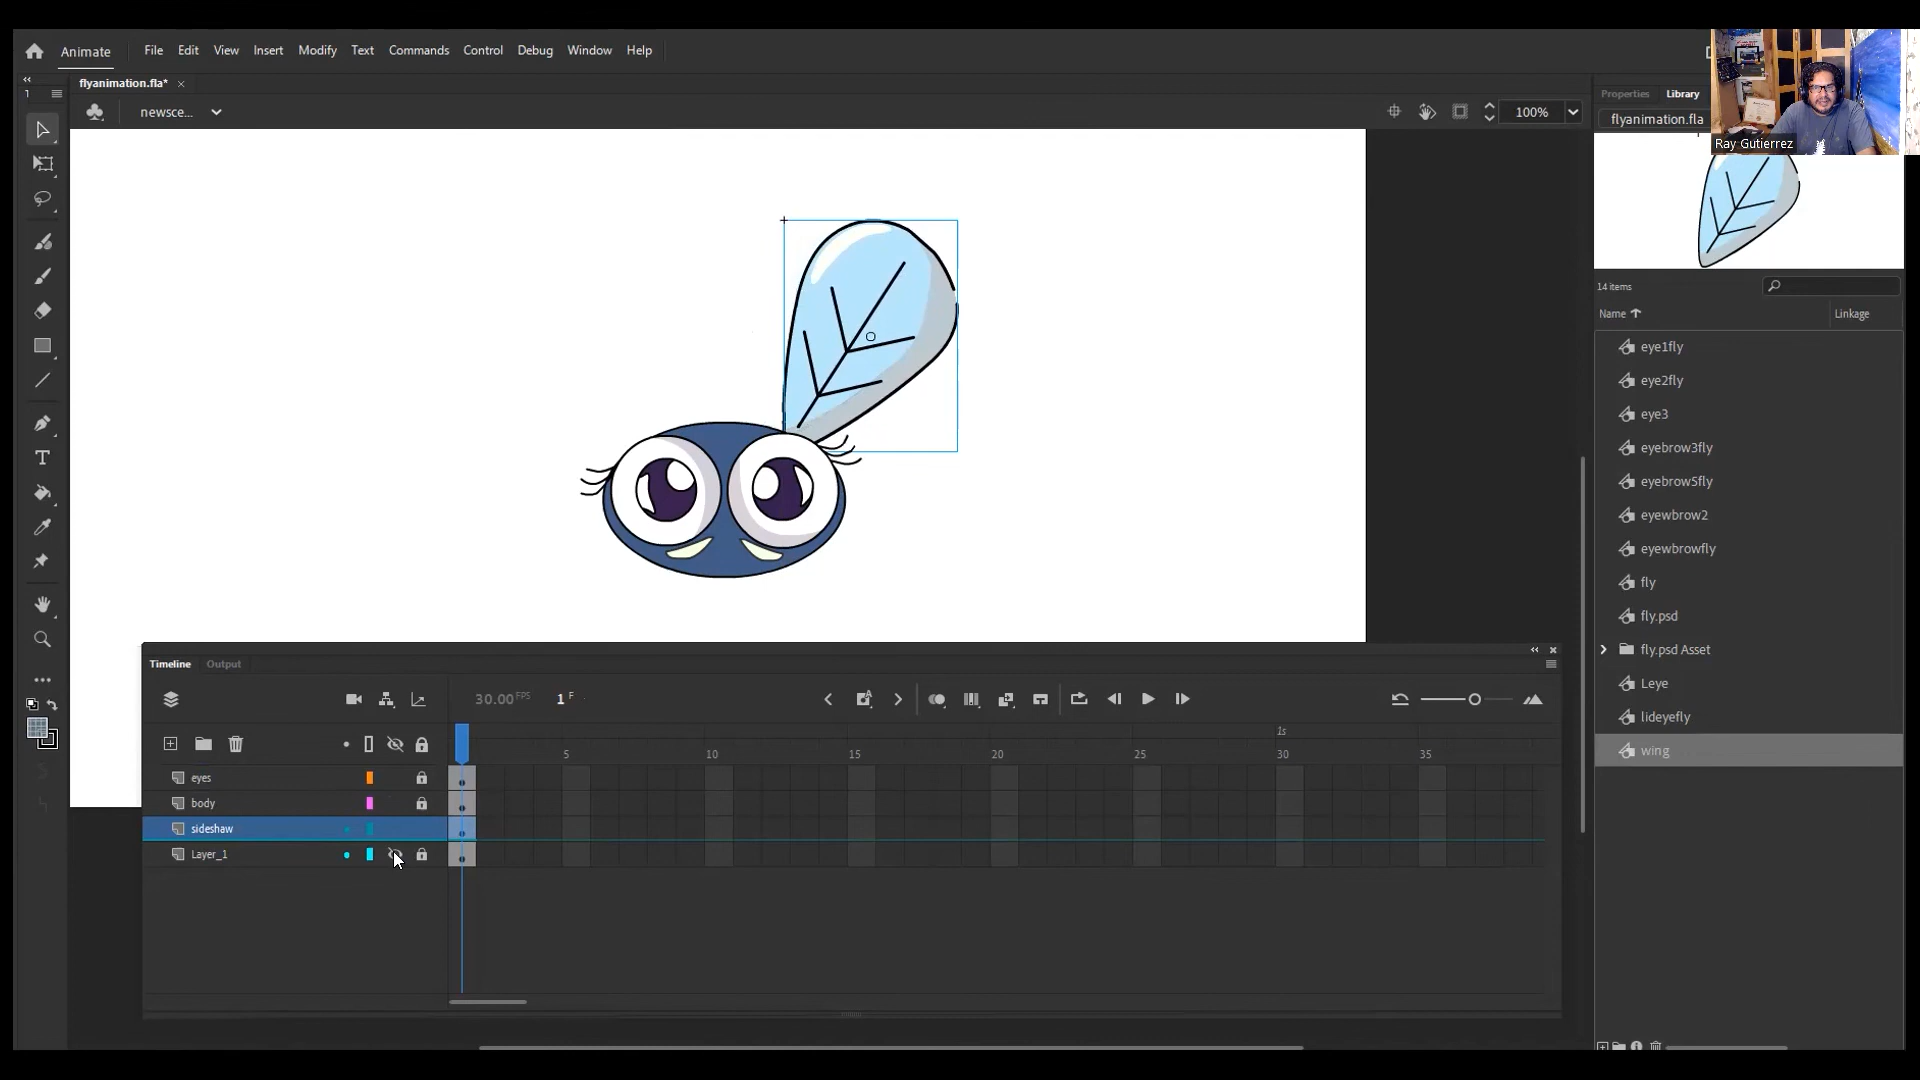 Animate File Edit View Insert Modify Text Commands Control Debug Window Help
flyanimation.fla*
newsce...
100%
Properties Library
flyanimation.fla
Ray Gutierrez
14 items
Name Linkage
eye1fly
eye2fly
eye3
eyebrow3fly
eyebrow5fly
eyewbrow2
eyewbrowfly
fly
fly.psd
fly.psd Asset
Leye
lideyefly
wing
Timeline Output
30.00 FPS 1 F
1s
5 10 15 20 25 30 35
eyes
body
sideshaw
Layer_1